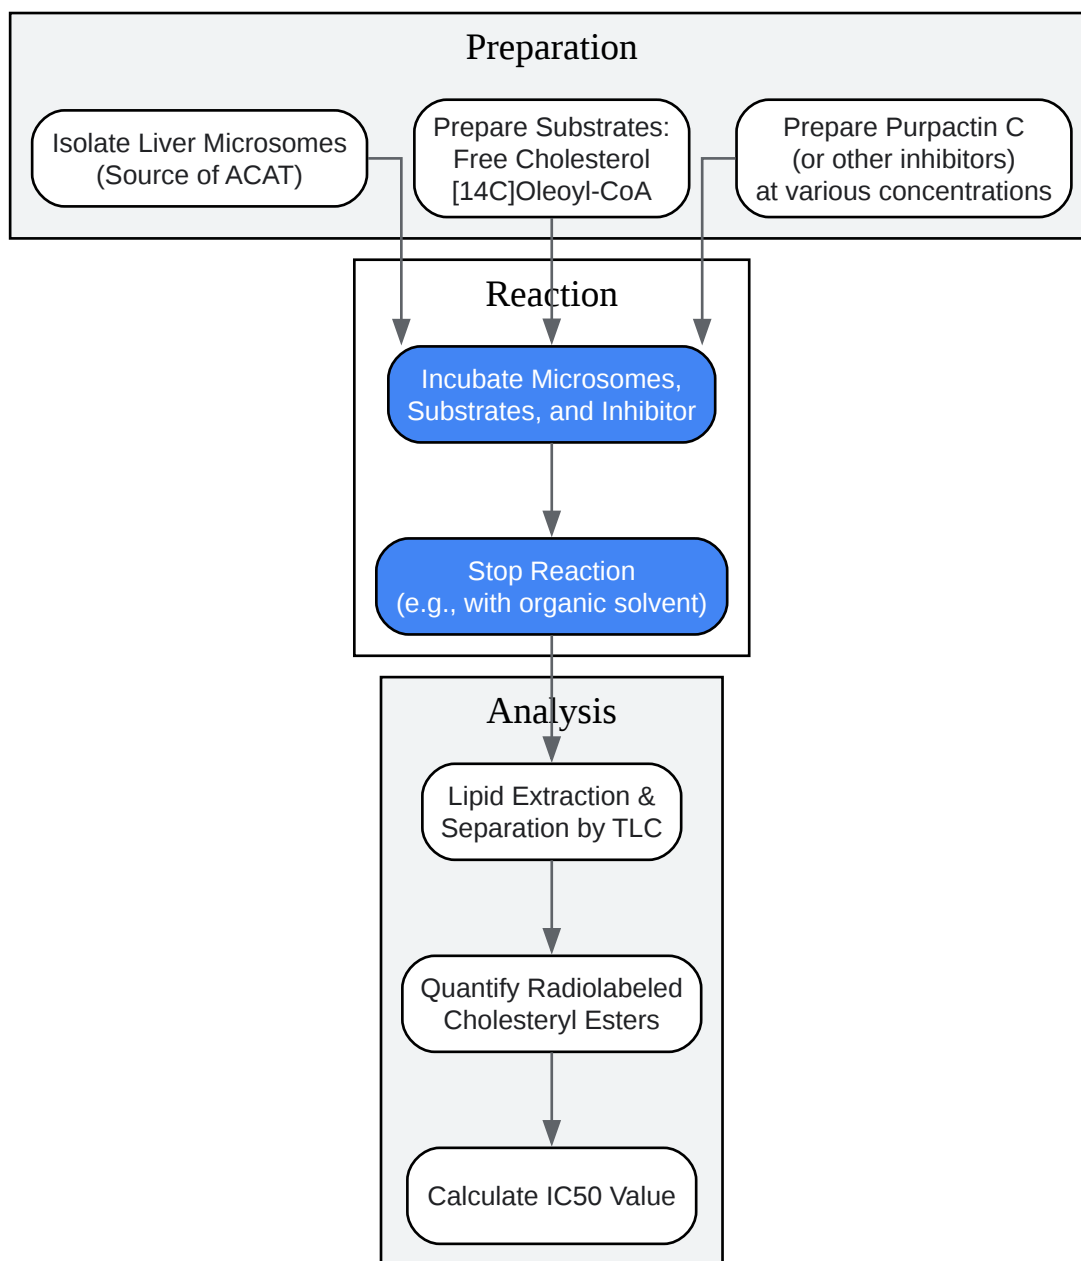 Preparation
Isolate Liver Microsomes
(Source of ACAT)
Prepare Substrates:
Free Cholesterol
[14C]Oleoyl-CoA
Prepare Purpactin C
(or other inhibitors)
at various concentrations
Reaction
Incubate Microsomes,
Substrates, and Inhibitor
Stop Reaction
(e.g., with organic solvent)
Analysis
Lipid Extraction &
Separation by TLC
Quantify Radiolabeled
Cholesteryl Esters
Calculate IC50 Value